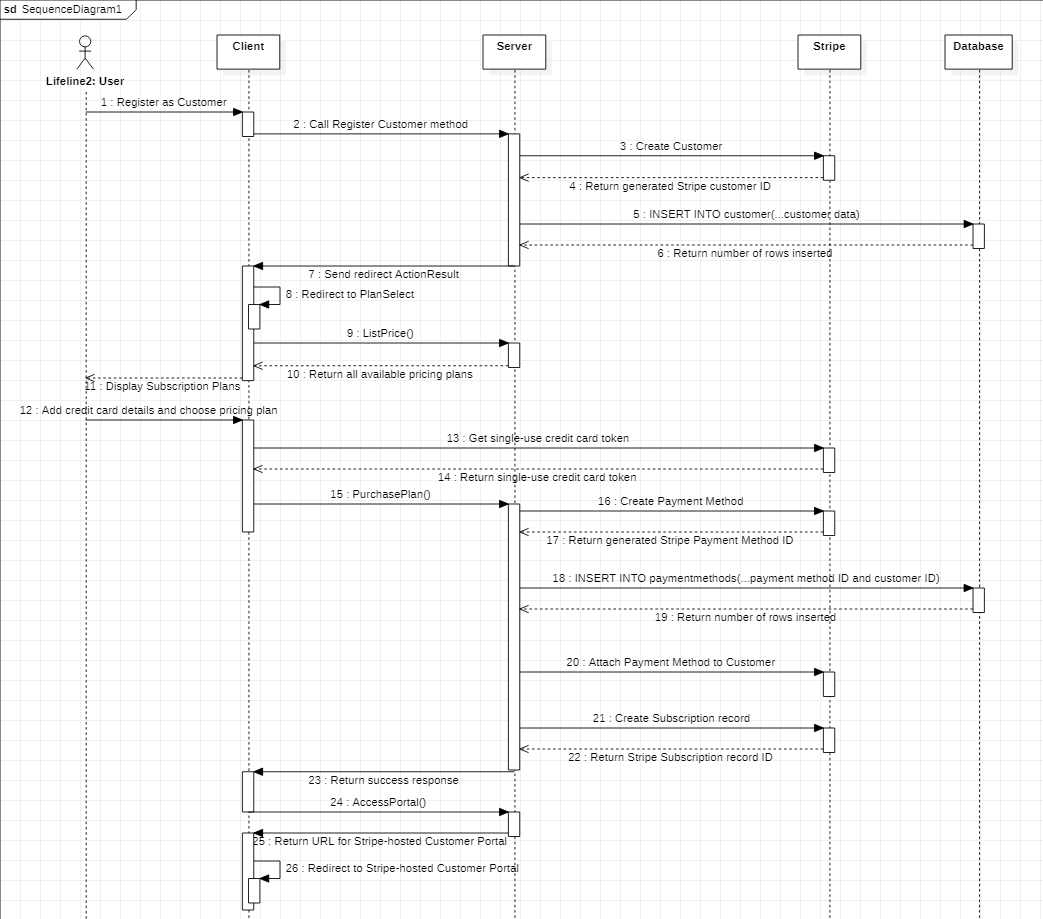 sd SequenceDiagram1
Client
Server
Stripe
Database
Lifeline2: User
1 : Register as Customer
2 : Call Register Customer method
3 : Create Customer
4 : Return generated Stripe customer ID
5 : INSERT INTO customer(...customer data)
6 : Return number of rows inserted
7 : Send redirect ActionResult
8 : Redirect to PlanSelect
9 : ListPrice()
10 : Return all available pricing plans
11 : Display Subscription Plans
12 : Add credit card details and choose pricing plan
13 : Get single-use credit card token
14 : Return single-use credit card token
15 : PurchasePlan()
16 : Create Payment Method
17 : Return generated Stripe Payment Method ID
18 : INSERT INTO paymentmethods(...payment method ID and customer ID)
19 : Return number of rows inserted
20 : Attach Payment Method to Customer
21 : Create Subscription record
22 : Return Stripe Subscription record ID
23 : Return success response
24 : AccessPortal()
25 : Return URL for Stripe-hosted Customer Portal
26 : Redirect to Stripe-hosted Customer Portal